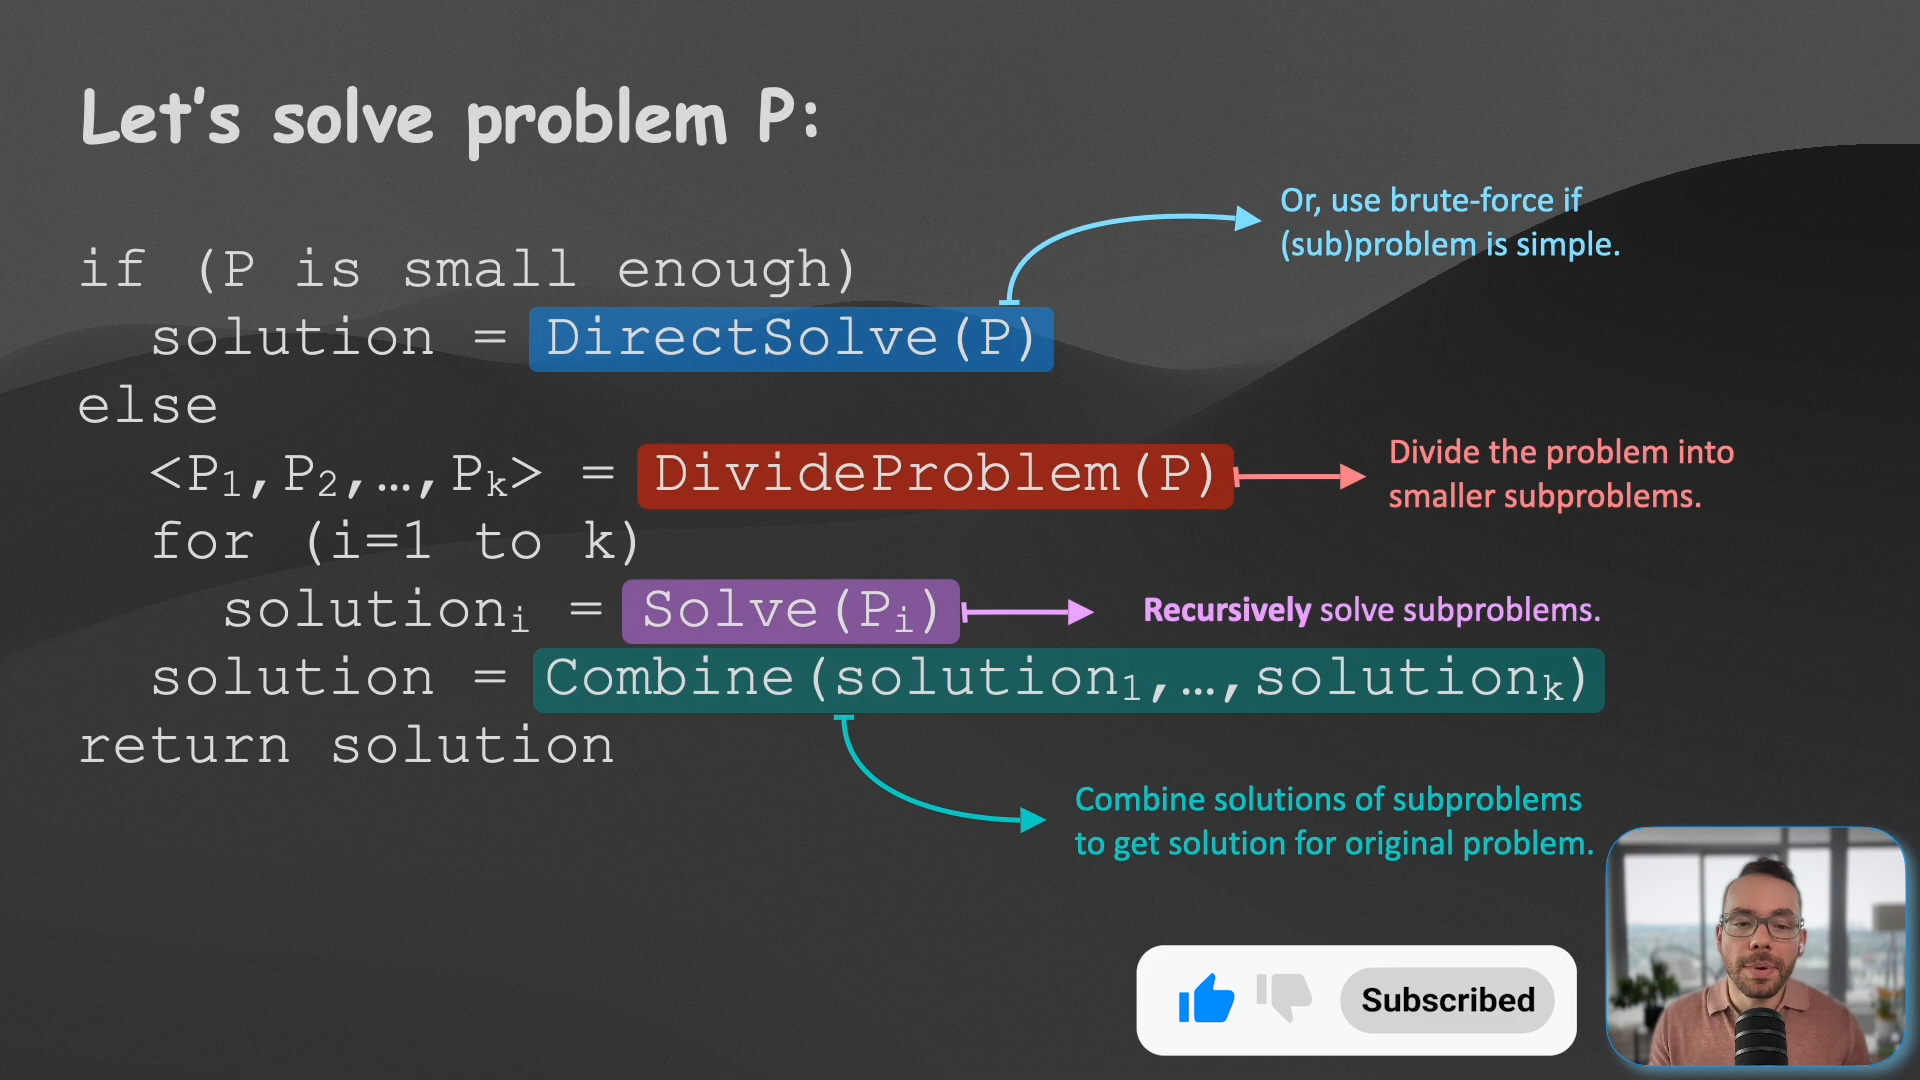 Let's solve problem P:
Or, use brute-force if
(sub)problem is simple.
if (P is small enough)
solution = DirectSolve(P)
else
<P₁,P₂,…,Pₖ> = DivideProblem(P)
Divide the problem into
smaller subproblems.
for (i=1 to k)
solutionᵢ = Solve(Pᵢ)
Recursively solve subproblems.
solution = Combine(solution₁,…,solutionₖ)
return solution
Combine solutions of subproblems
to get solution for original problem.
Subscribed